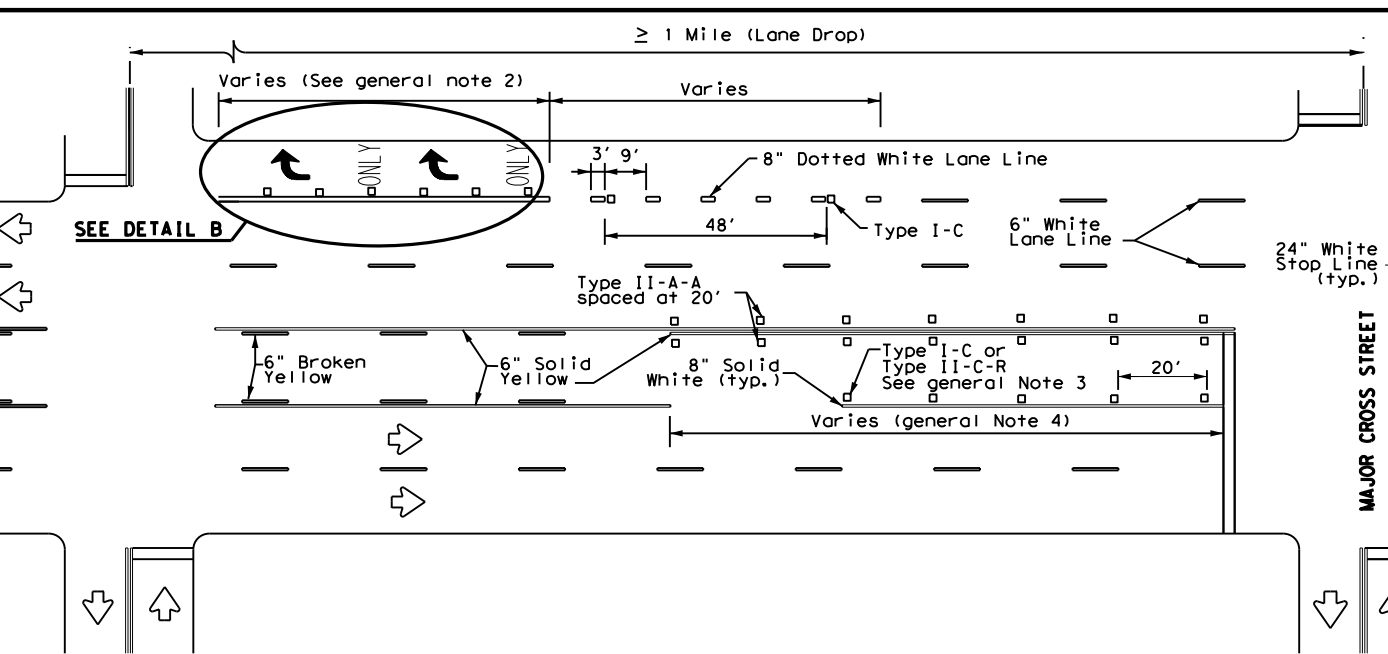 ≥ 1 Mile (Lane Drop)
Varies (See general note 2)
Varies
ONLY
ONLY
3' 9'
8" Dotted White Lane Line
SEE DETAIL B
48'
Type I-C
6" White
Lane Line
24" White
Stop Line
(typ.)
Type II-A-A
spaced at 20'
6" Broken
Yellow
6" Solid
Yellow
8" Solid
White (typ.)
Type I-C or
Type II-C-R
See general Note 3
20'
Varies (general Note 4)
MAJOR CROSS STREET